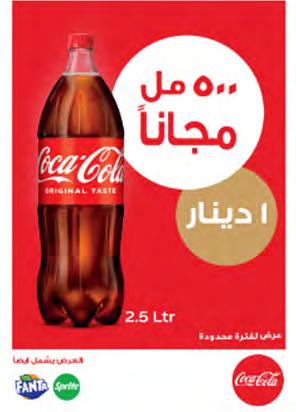 ٥٠٠ مل
مجاناً
١ دينار
Coca-Cola
ORIGINAL TASTE
2.5 Ltr
عرض لفترة محدودة
العرض يشمل ايضاً
FANTA
Sprite
Coca-Cola